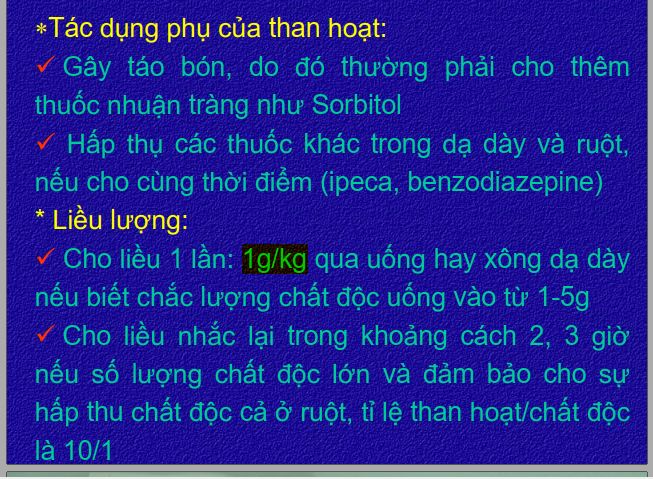 *Tác dụng phụ của than hoạt:
✓ Gây táo bón, do đó thường phải cho thêm
thuốc nhuận tràng như Sorbitol
✓ Hấp thụ các thuốc khác trong dạ dày và ruột,
nếu cho cùng thời điểm (ipeca, benzodiazepine)
* Liều lượng:
✓ Cho liều 1 lần: 1g/kg qua uống hay xông dạ dày
nếu biết chắc lượng chất độc uống vào từ 1-5g
✓ Cho liều nhắc lại trong khoảng cách 2, 3 giờ
nếu số lượng chất độc lớn và đảm bảo cho sự
hấp thu chất độc cả ở ruột, tỉ lệ than hoạt/chất độc
là 10/1